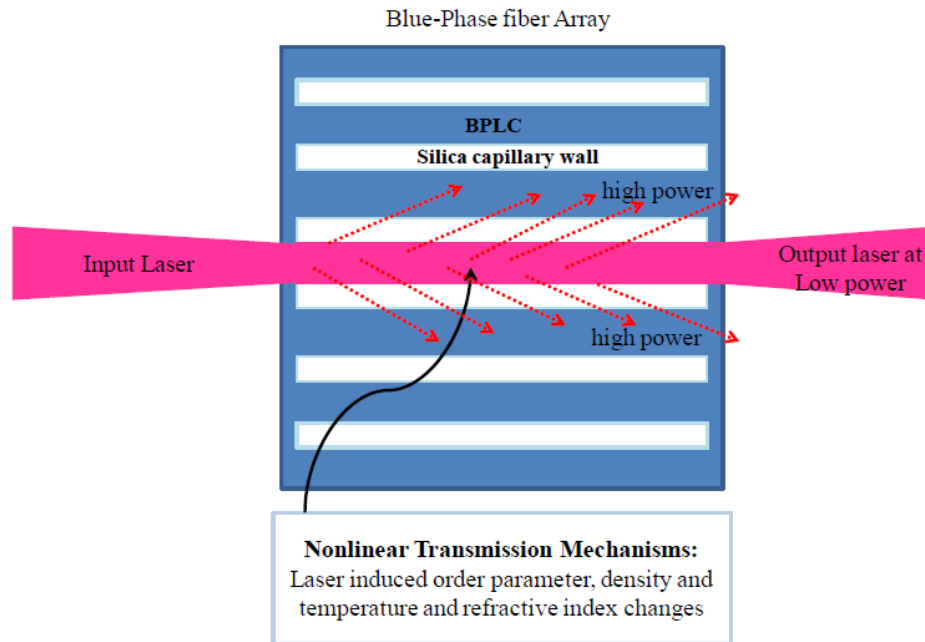 Blue-Phase fiber Array
BPLC
Silica capillary wall
high power
Input Laser
Output laser at
Low power
high power
Nonlinear Transmission Mechanisms:
Laser induced order parameter, density and
temperature and refractive index changes